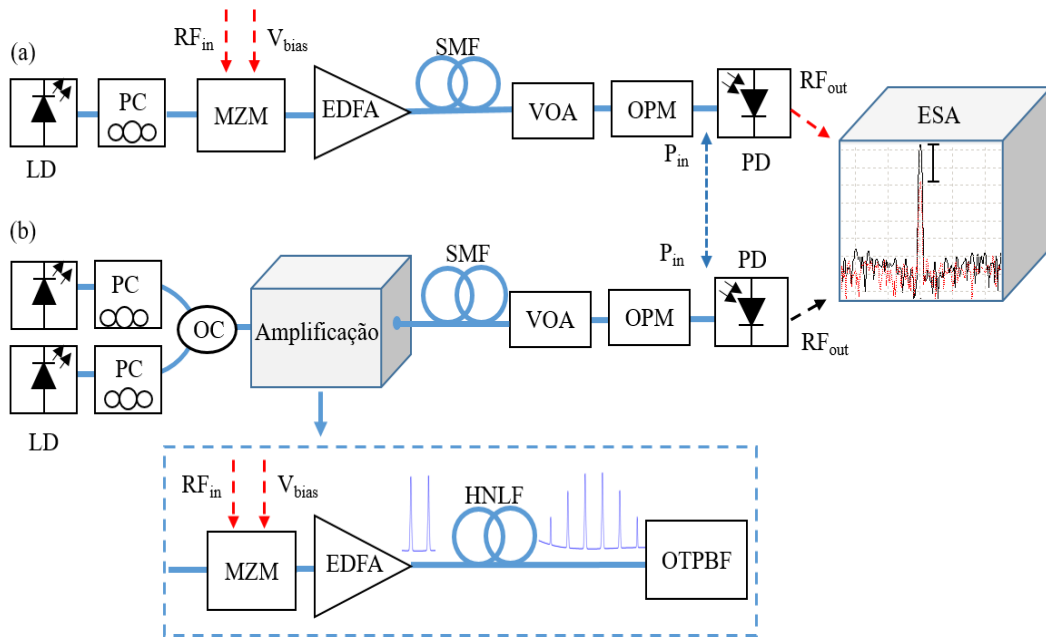 (a)
RF_in V_bias
SMF
RF_out
LD
PC
MZM
EDFA
VOA
OPM
P_in
PD
ESA
(b)
PC
PC
LD
OC
Amplificação
SMF
VOA
OPM
P_in
PD
RF_out
RF_in V_bias
MZM
EDFA
HNLF
OTPBF